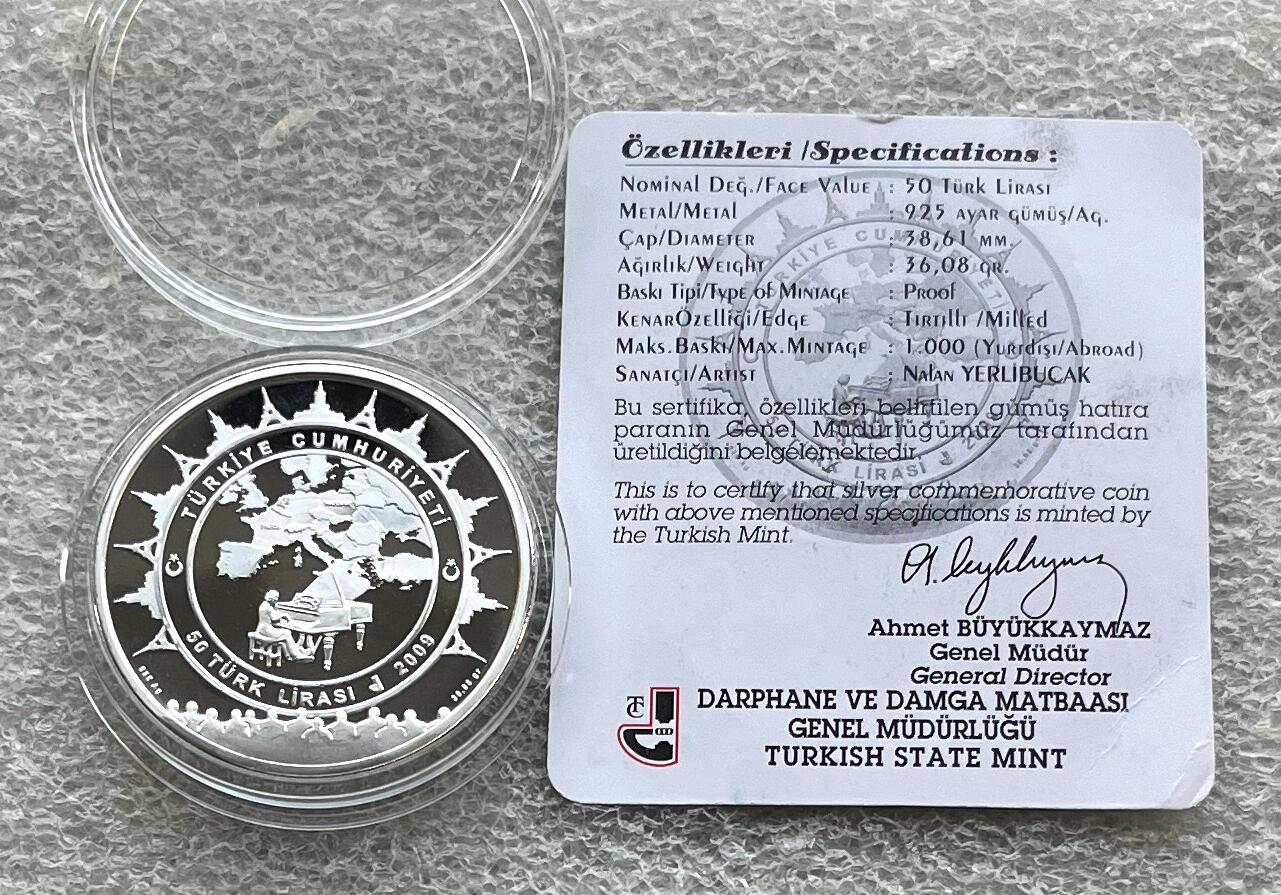 TÜRKİYE CUMHURİYETİ
50 TÜRK LİRASI 2009
Özellikleri /Specifications :
Nominal Değ./Face Value : 50 Türk Lirası
Metal/Metal : 925 ayar gümüş/Ag.
Çap/Diameter : 38,61 mm.
Ağırlık/Weight : 36,08 gr.
Baskı Tipi/Type of Mintage : Proof
KenarÖzelliği/Edge : Tırtıllı /Milled
Maks.Baskı/Max.Mintage : 1.000 (Yurtdışı/Abroad)
Sanatçı/Artist : Nalan YERLİBUCAK
Bu sertifika, özellikleri belirtilen gümüş hatıra
paranın Genel Müdürlüğümüz tarafından
üretildiğini belgelemektedir.
This is to certify that silver commemorative coin
with above mentioned specifications is minted by
the Turkish Mint.
Ahmet BÜYÜKKAYMAZ
Genel Müdür
General Director
DARPHANE VE DAMGA MATBAASI
GENEL MÜDÜRLÜĞÜ
TURKISH STATE MINT